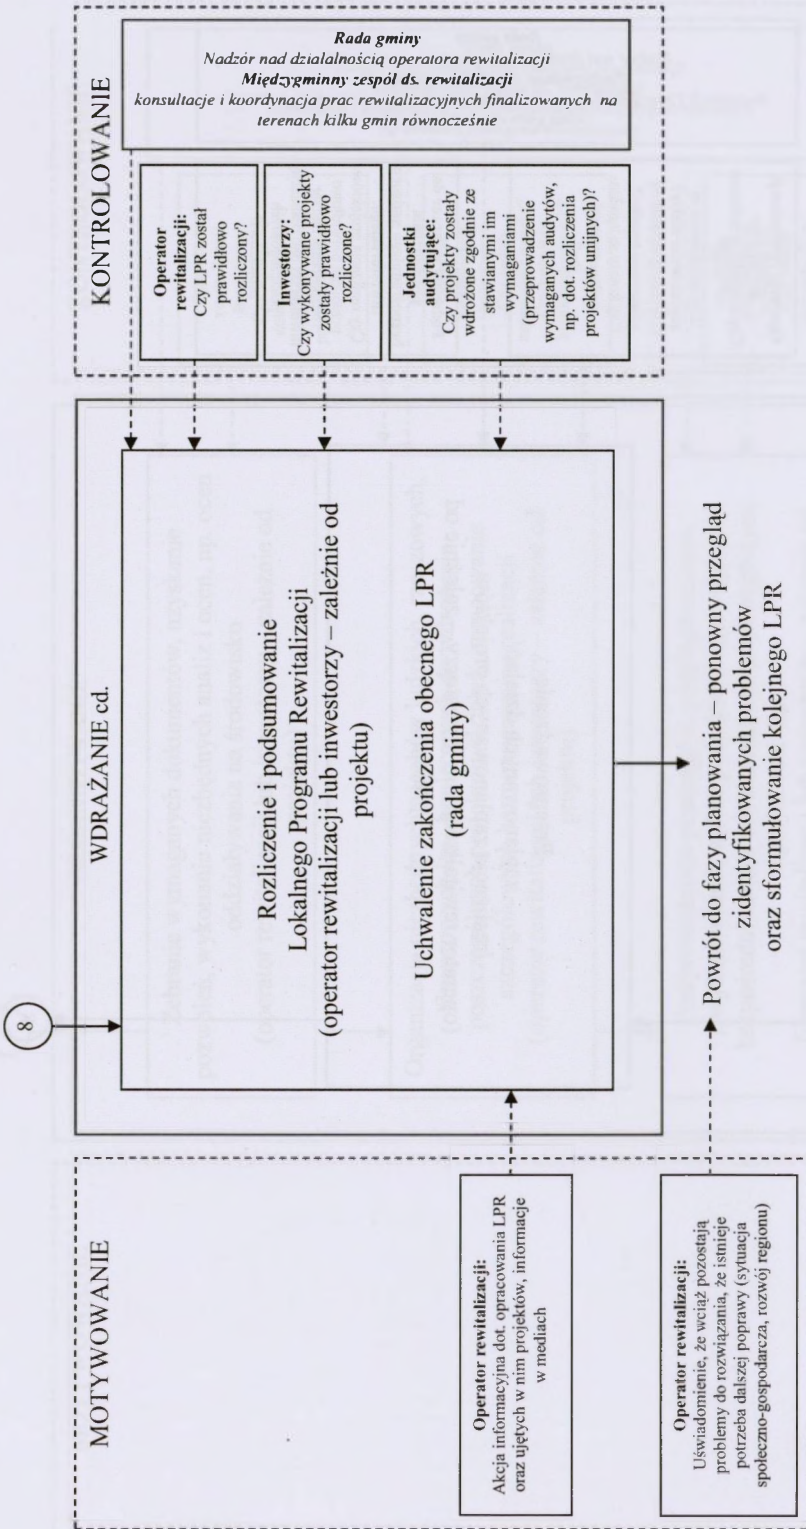 MOTYWOWANIE
Operator rewitalizacji:
Akcja informacyjna dot. opracowania LPR
oraz ujętych w nim projektów, informacje
w mediach
Operator rewitalizacji:
Uświadomienie, że wciąż pozostają
problemy do rozwiązania, że istnieje
potrzeba dalszej poprawy (sytuacja
społeczno-gospodarcza, rozwój regionu)
8
WDRAŻANIE cd.
Rozliczenie i podsumowanie
Lokalnego Programu Rewitalizacji
(operator rewitalizacji lub inwestorzy – zależnie od
projektu)
Uchwalenie zakończenia obecnego LPR
(rada gminy)
Powrót do fazy planowania – ponowny przegląd
zidentyfikowanych problemów
oraz sformułowanie kolejnego LPR
KONTROLOWANIE
Operator
rewitalizacji:
Czy LPR został
prawidłowo
rozliczony?
Inwestorzy:
Czy wykonywane projekty
zostały prawidłowo
rozliczone?
Jednostki
audytujące:
Czy projekty zostały
wdrożone zgodnie ze
stawianymi im
wymaganiami
(przeprowadzenie
wymaganych audytów,
np. dot. rozliczenia
projektów unijnych)?
Rada gminy
Nadzór nad działalnością operatora rewitalizacji
Międzygminny zespół ds. rewitalizacji
konsultacje i koordynacja prac rewitalizacyjnych finalizowanych na
terenach kilku gmin równocześnie